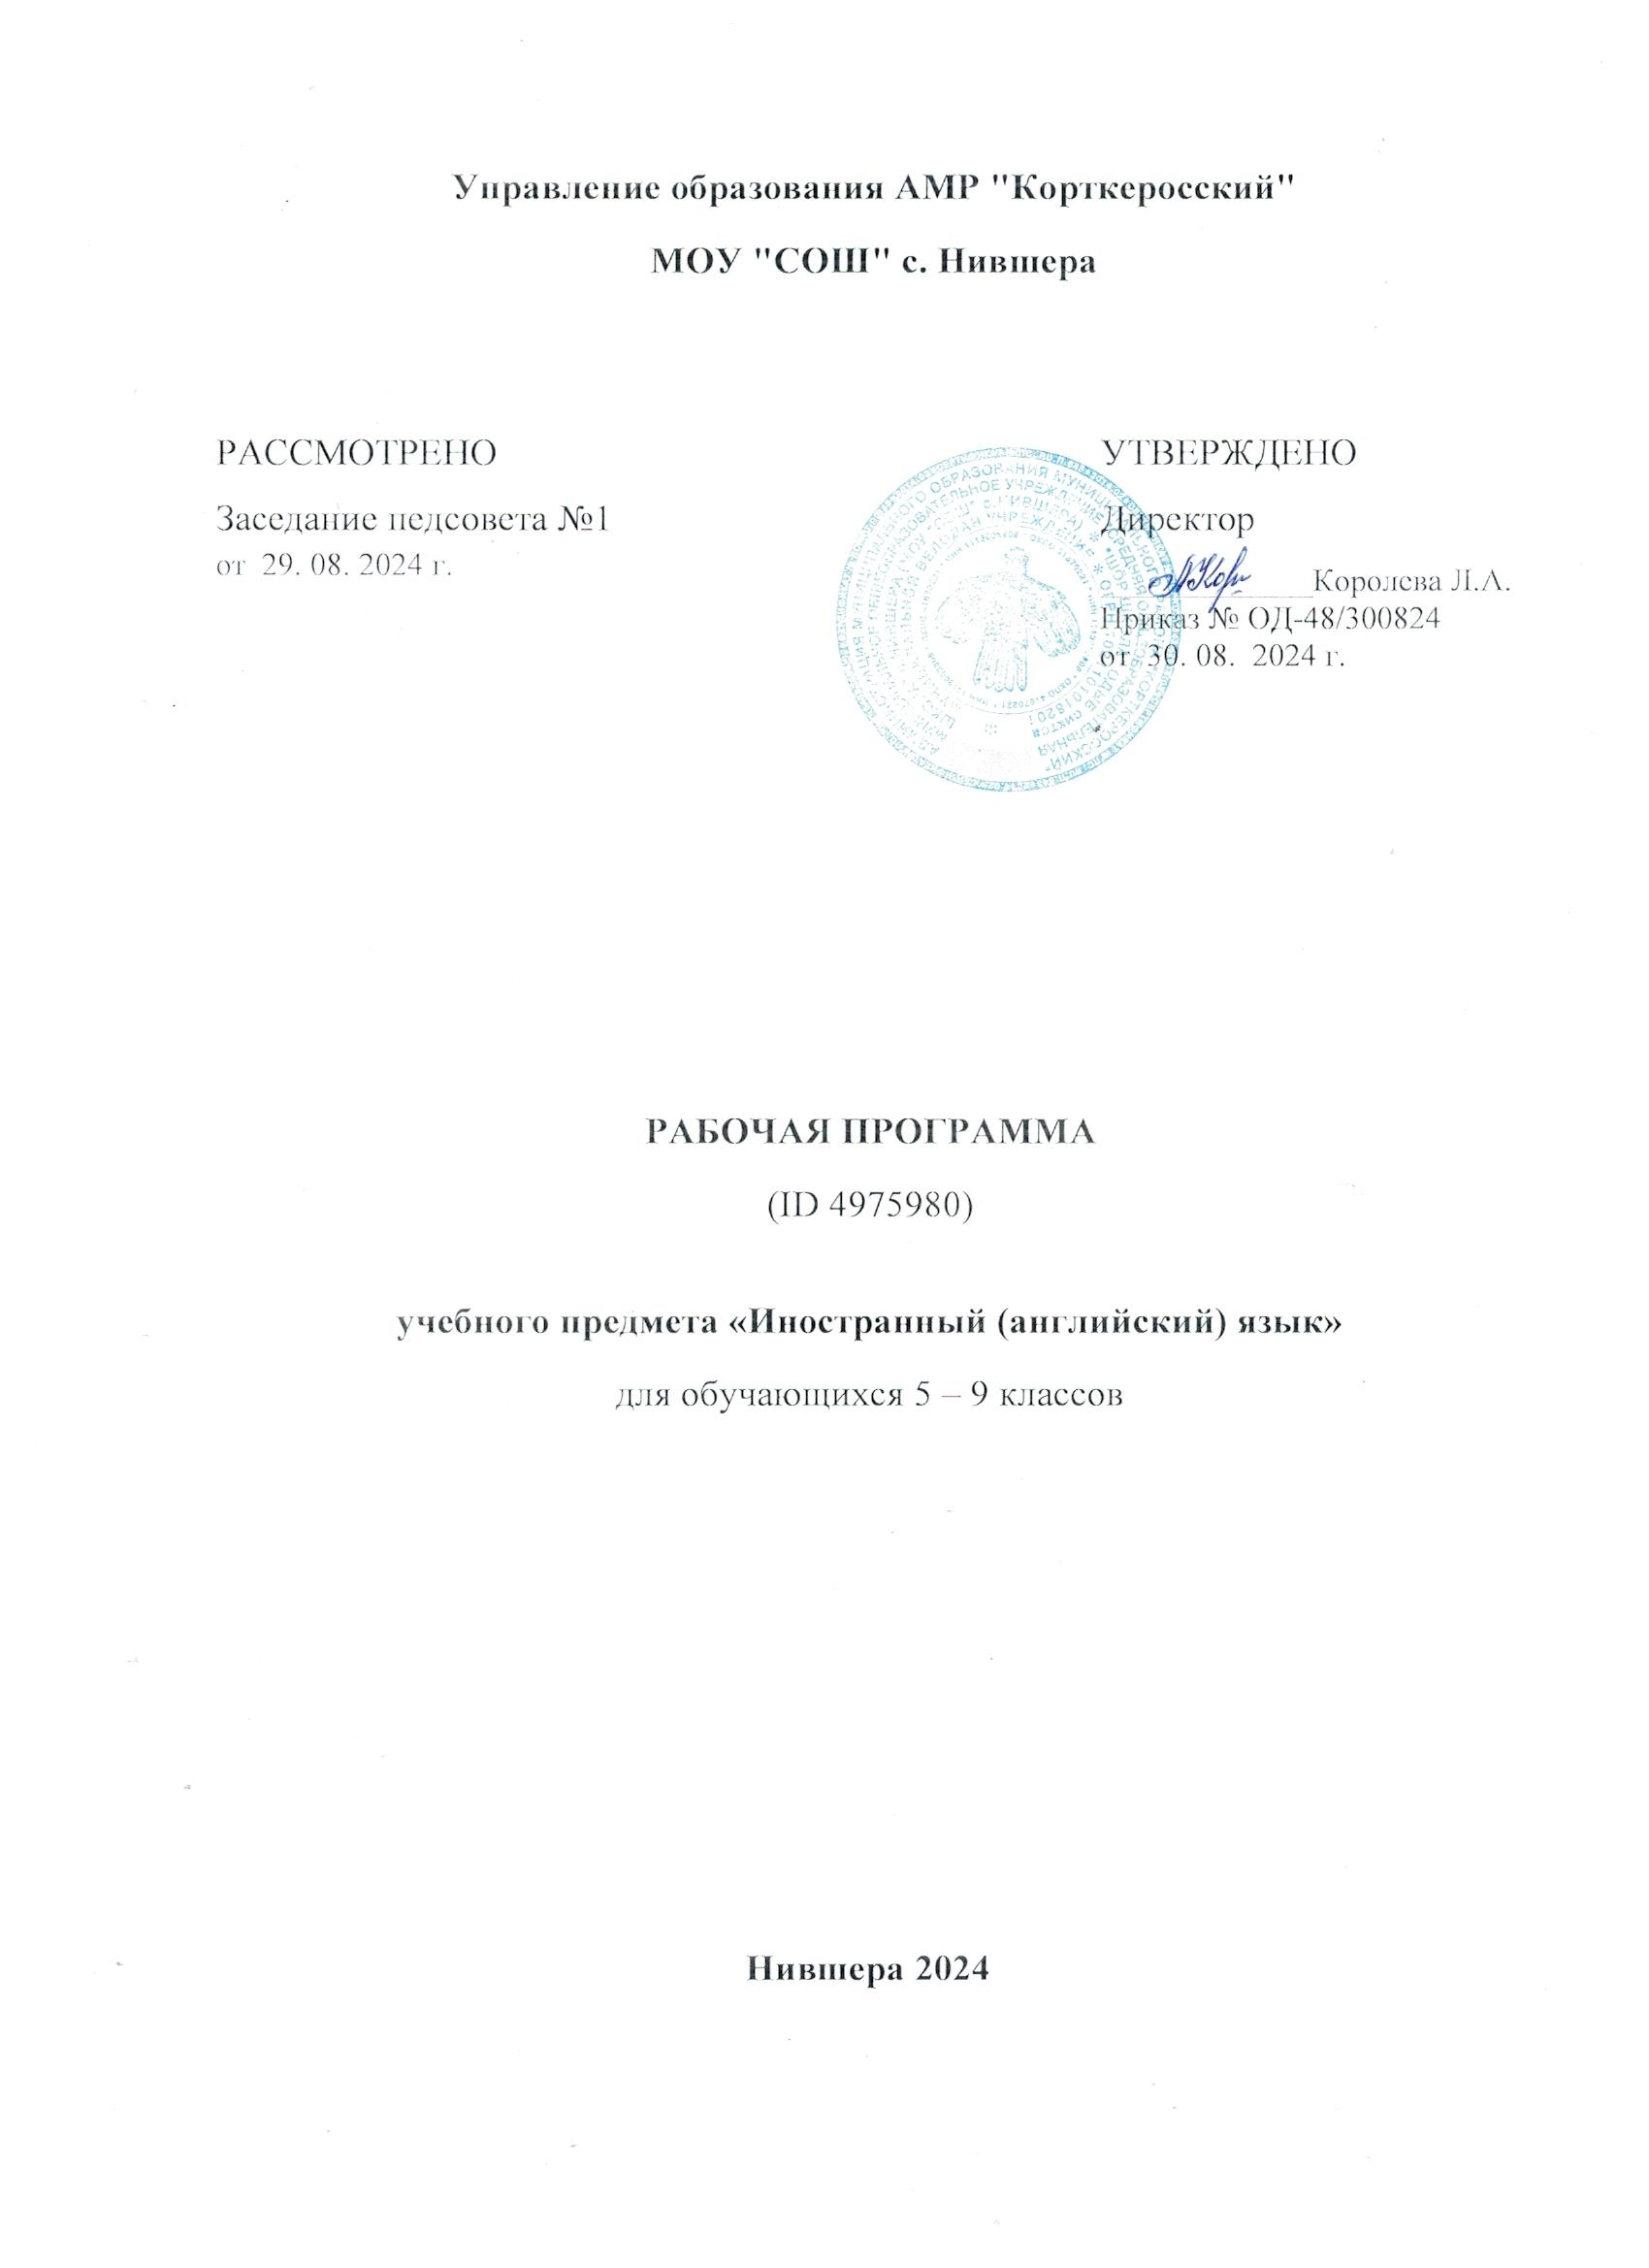 Управление образования АМР "Корткеросский"
МОУ "СОШ" с. Нившера
РАССМОТРЕНО
Заседание педсовета №1
от 29. 08. 2024 г.
УТВЕРЖДЕНО
Директор
Королева Л.А.
Приказ № ОД-48/300824
от 30. 08. 2024 г.
РАБОЧАЯ ПРОГРАММА
(ID 4975980)
учебного предмета «Иностранный (английский) язык»
для обучающихся 5 – 9 классов
Нившера 2024